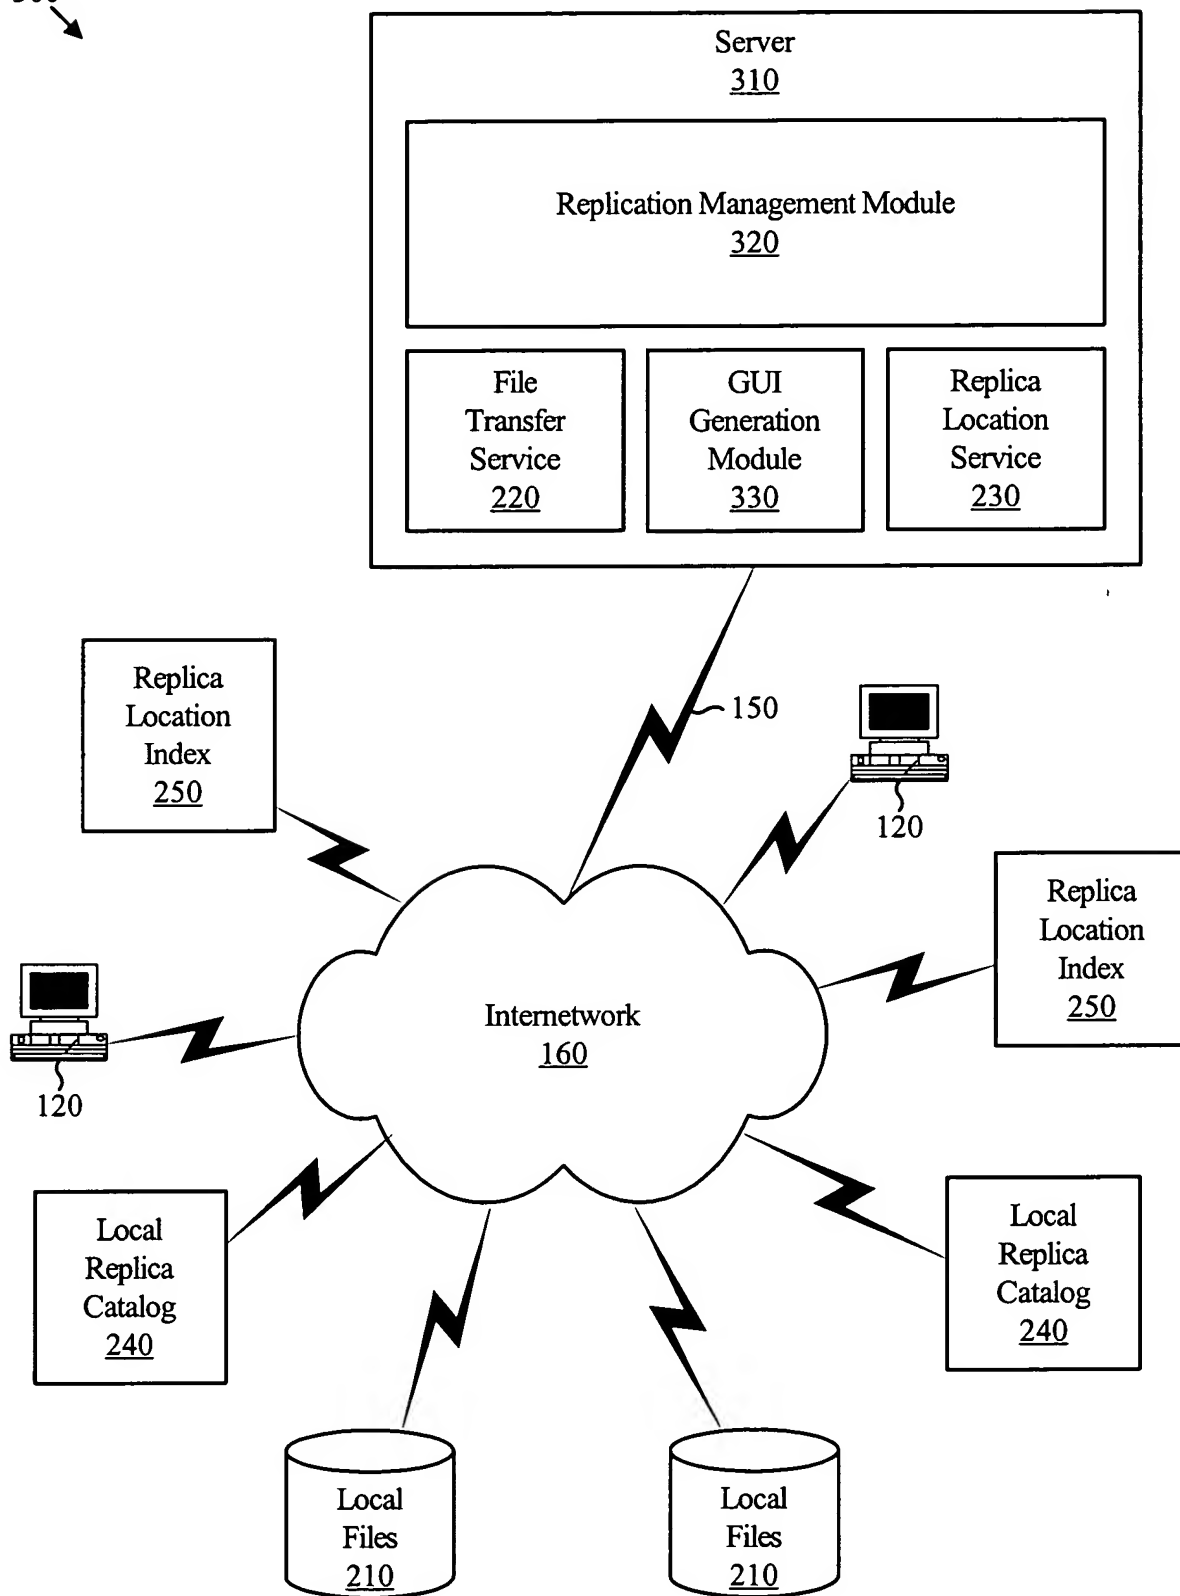 Server
310
Replication Management Module
320
File
Transfer
Service
220
GUI
Generation
Module
330
Replica
Location
Service
230
Replica
Location
Index
250
150
120
Replica
Location
Index
250
Internetwork
160
120
Local
Replica
Catalog
240
Local
Replica
Catalog
240
Local
Files
210
Local
Files
210